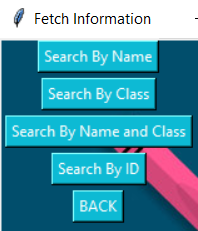 Fetch Information
Search By Name
Search By Class
Search By Name and Class
Search By ID
BACK